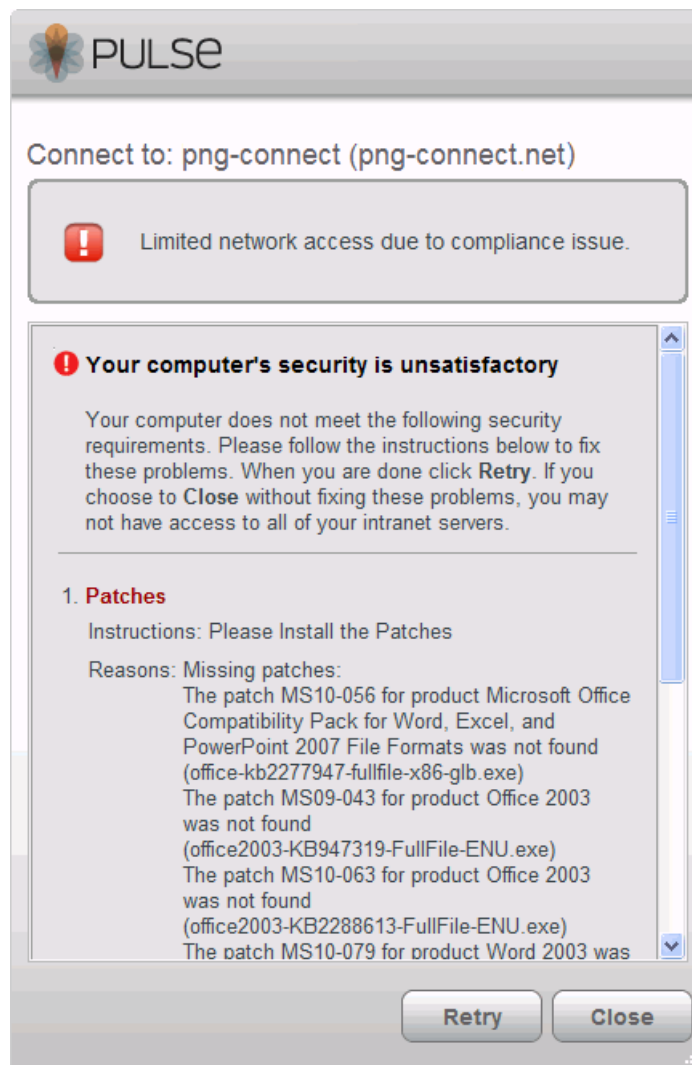 PULSE
Connect to: png-connect (png-connect.net)
Limited network access due to compliance issue.
Your computer's security is unsatisfactory
Your computer does not meet the following security
requirements. Please follow the instructions below to fix
these problems. When you are done click Retry. If you
choose to Close without fixing these problems, you may
not have access to all of your intranet servers.
1. Patches
Instructions: Please Install the Patches
Reasons: Missing patches:
The patch MS10-056 for product Microsoft Office
Compatibility Pack for Word, Excel, and
PowerPoint 2007 File Formats was not found
(office-kb2277947-fullfile-x86-glb.exe)
The patch MS09-043 for product Office 2003
was not found
(office2003-KB947319-FullFile-ENU.exe)
The patch MS10-063 for product Office 2003
was not found
(office2003-KB2288613-FullFile-ENU.exe)
The patch MS10-079 for product Word 2003 was
Retry Close